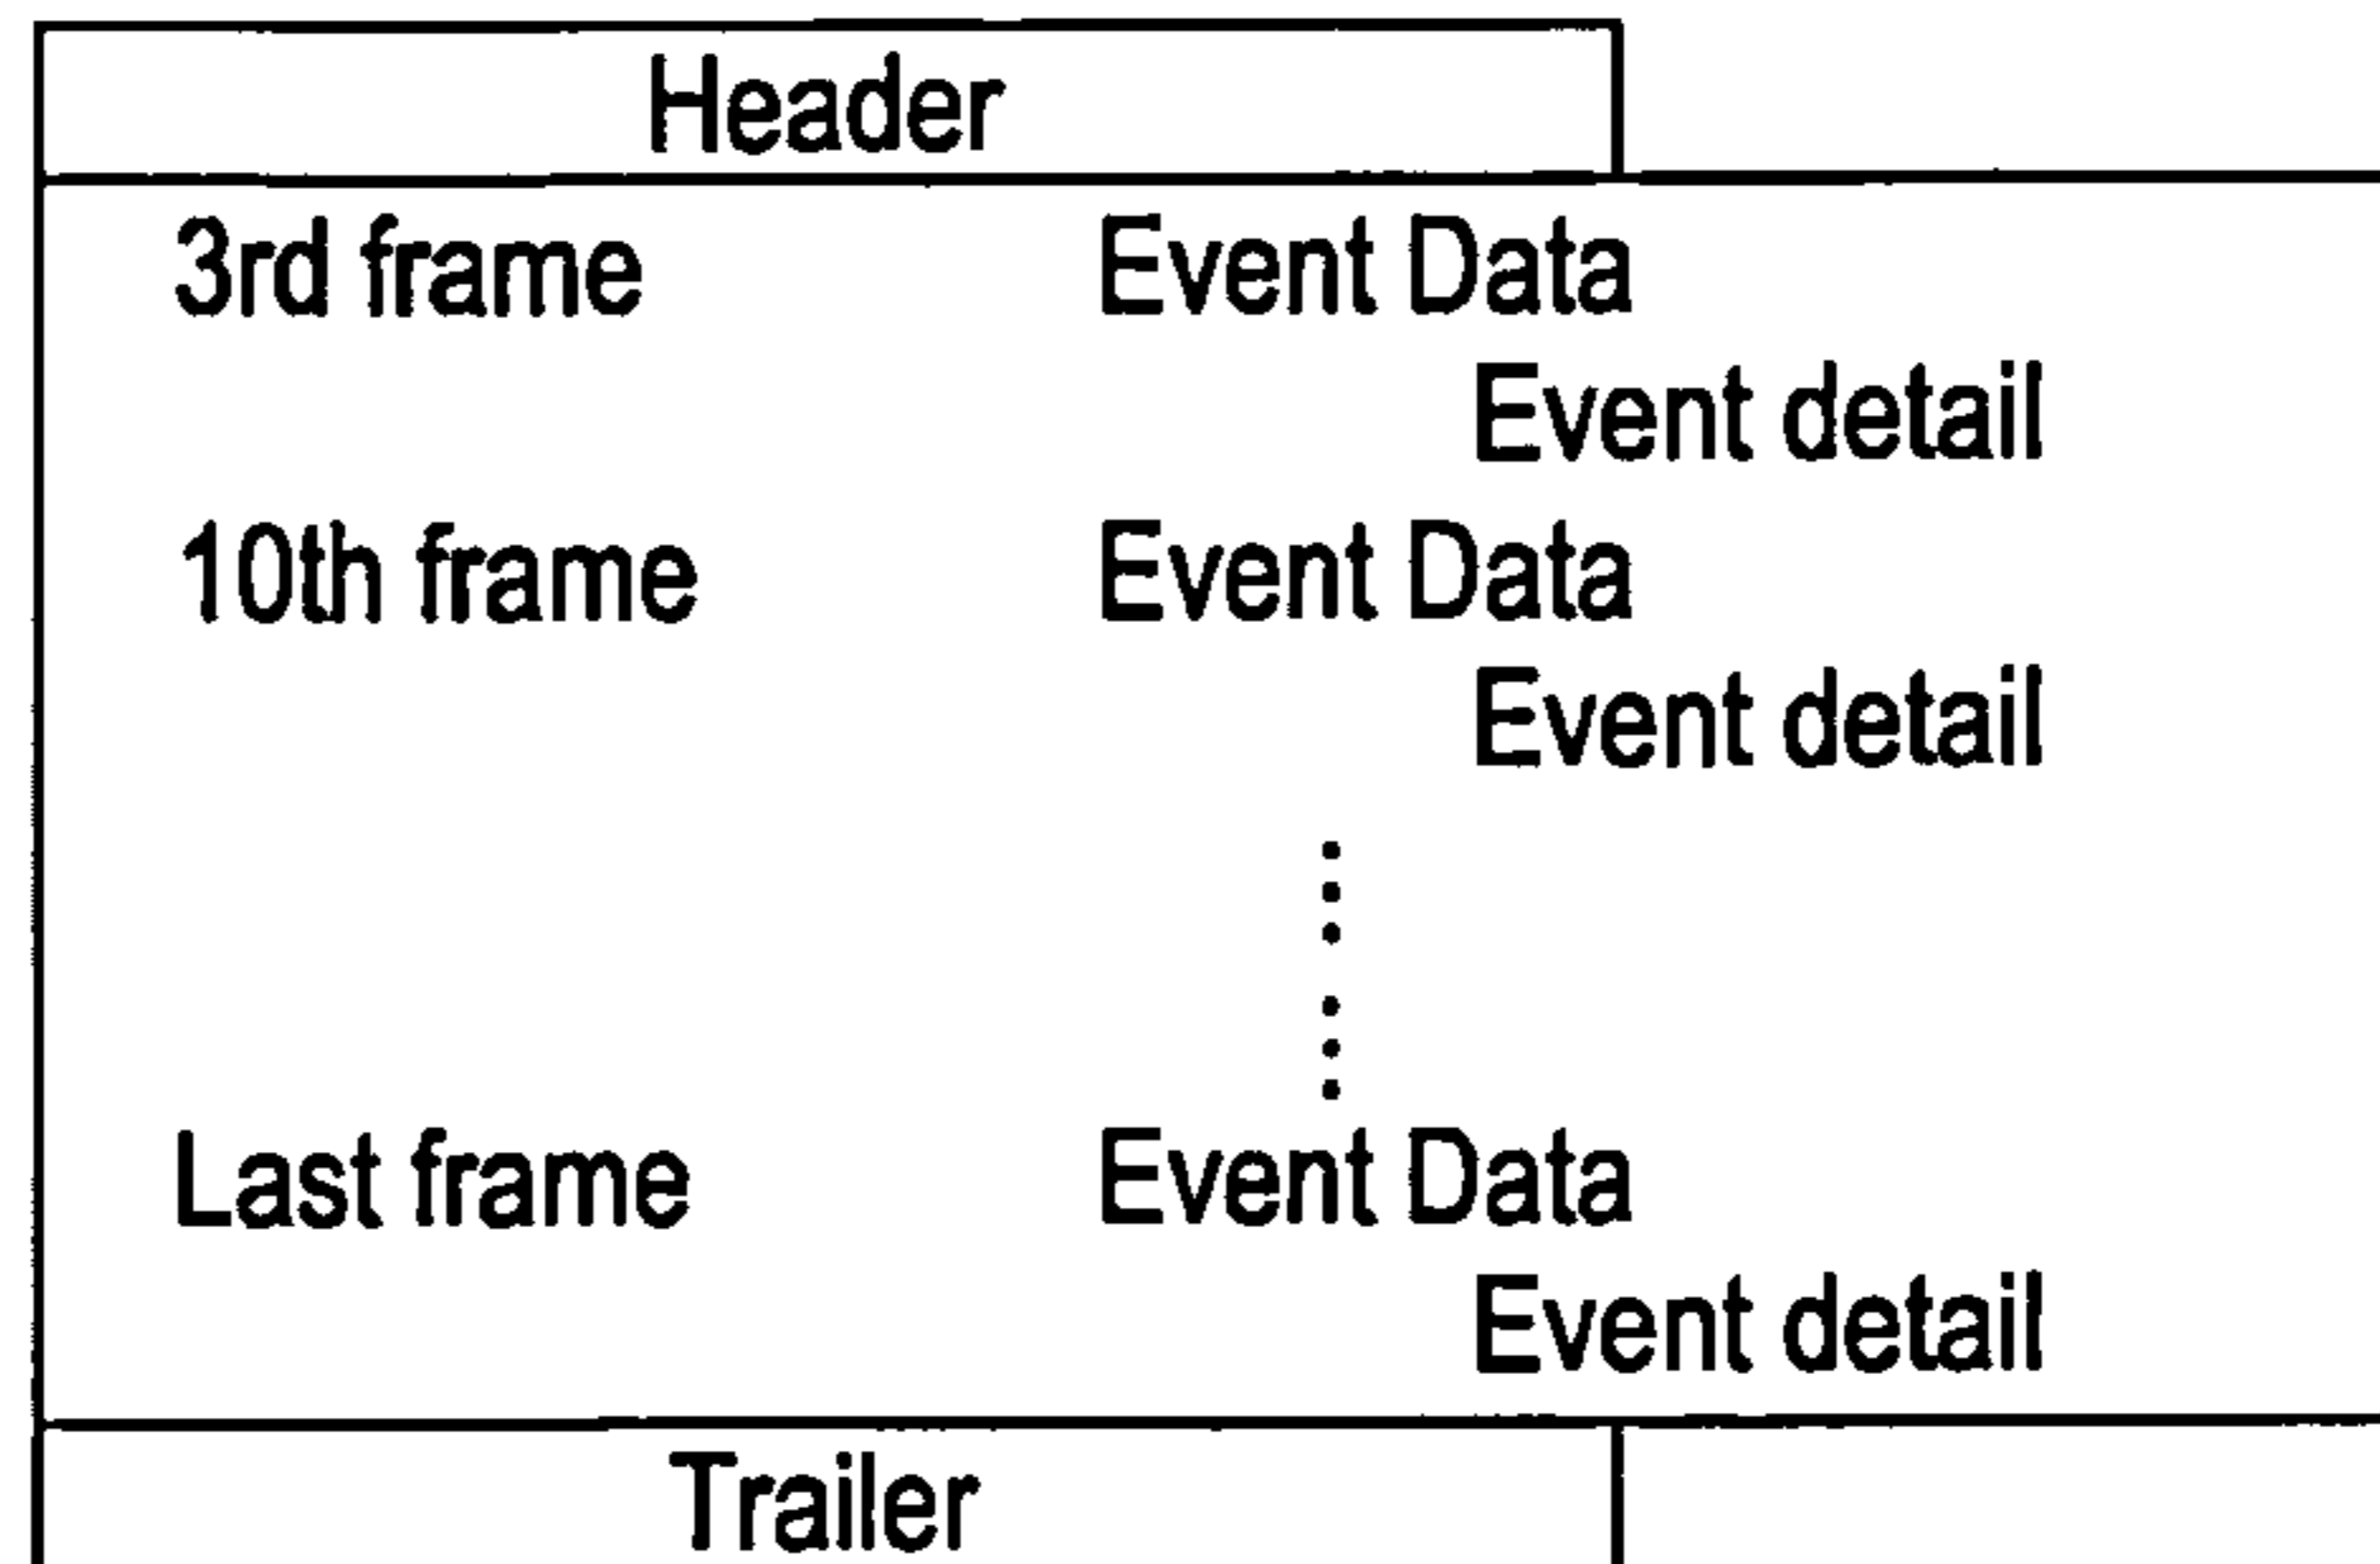 Header
3rd frame Event Data
Event detail
10th frame Event Data
Event detail
Last frame Event Data
Event detail
Trailer